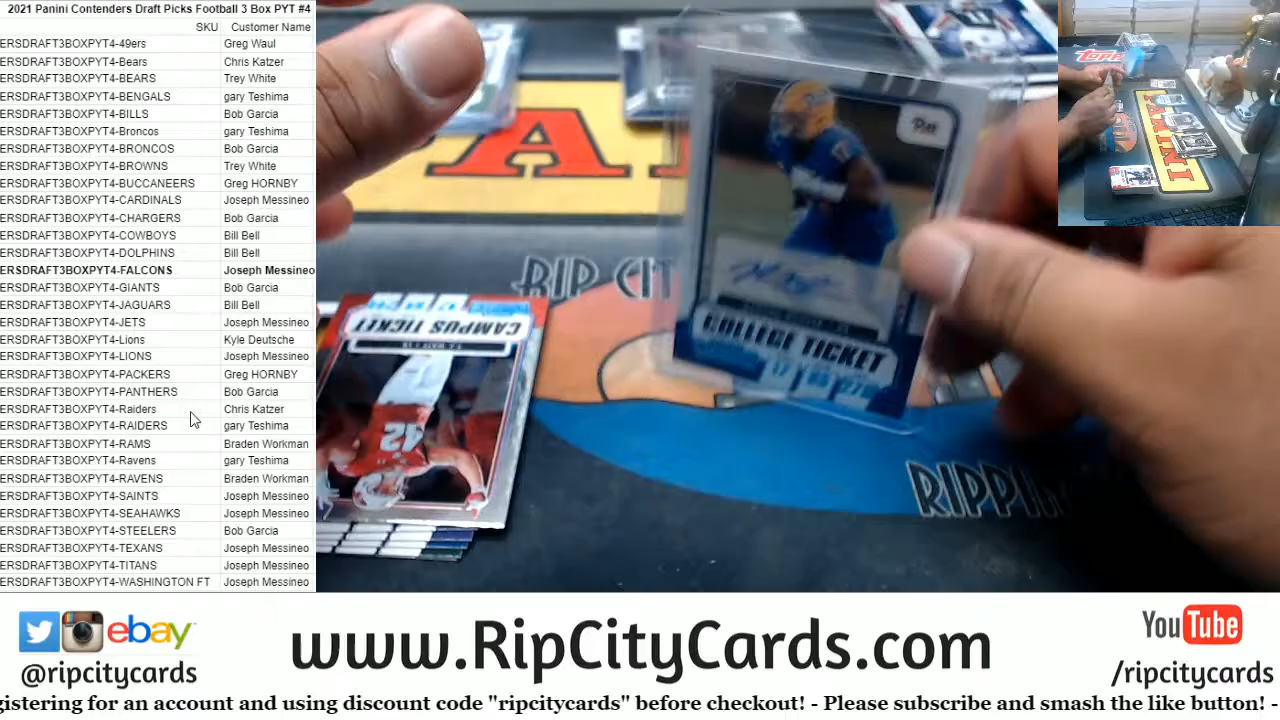 2021 Panini Contenders Draft Picks Football 3 Box PYT #4
SKU Customer Name
ERSDRAFT3BOXPYT4-49ers Greg Waul
ERSDRAFT3BOXPYT4-Bears Chris Katzer
ERSDRAFT3BOXPYT4-BEARS Trey White
ERSDRAFT3BOXPYT4-BENGALS gary Teshima
ERSDRAFT3BOXPYT4-BILLS Bob Garcia
ERSDRAFT3BOXPYT4-Broncos gary Teshima
ERSDRAFT3BOXPYT4-BRONCOS Bob Garcia
ERSDRAFT3BOXPYT4-BROWNS Trey White
ERSDRAFT3BOXPYT4-BUCCANEERS Greg HORNBY
ERSDRAFT3BOXPYT4-CARDINALS Joseph Messineo
ERSDRAFT3BOXPYT4-CHARGERS Bob Garcia
ERSDRAFT3BOXPYT4-COWBOYS Bill Bell
ERSDRAFT3BOXPYT4-DOLPHINS Bill Bell
ERSDRAFT3BOXPYT4-FALCONS Joseph Messineo
ERSDRAFT3BOXPYT4-GIANTS Bob Garcia
ERSDRAFT3BOXPYT4-JAGUARS Bill Bell
ERSDRAFT3BOXPYT4-JETS Joseph Messineo
ERSDRAFT3BOXPYT4-Lions Kyle Deutsche
ERSDRAFT3BOXPYT4-LIONS Joseph Messineo
ERSDRAFT3BOXPYT4-PACKERS Greg HORNBY
ERSDRAFT3BOXPYT4-PANTHERS Bob Garcia
ERSDRAFT3BOXPYT4-Raiders Chris Katzer
ERSDRAFT3BOXPYT4-RAIDERS gary Teshima
ERSDRAFT3BOXPYT4-RAMS Braden Workman
ERSDRAFT3BOXPYT4-Ravens gary Teshima
ERSDRAFT3BOXPYT4-RAVENS Braden Workman
ERSDRAFT3BOXPYT4-SAINTS Joseph Messineo
ERSDRAFT3BOXPYT4-SEAHAWKS Joseph Messineo
ERSDRAFT3BOXPYT4-STEELERS Bob Garcia
ERSDRAFT3BOXPYT4-TEXANS Joseph Messineo
ERSDRAFT3BOXPYT4-TITANS Joseph Messineo
ERSDRAFT3BOXPYT4-WASHINGTON FT Joseph Messineo
Pitt
COLLEGE TICKET
RIP CIT
RIPPIN
CAMPUS TICKET
42
TOPPS
PANINI
ebay
@ripcitycards
www.RipCityCards.com
YouTube
/ripcitycards
gistering for an account and using discount code "ripcitycards" before checkout! - Please subscribe and smash the like button! -